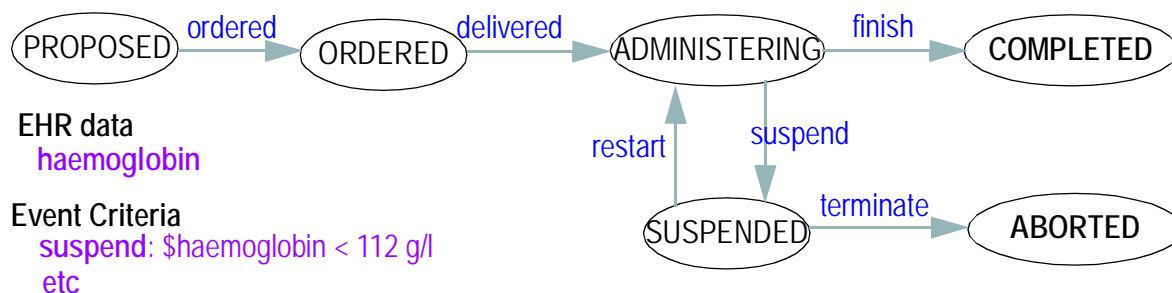 ordered
delivered
finish
PROPOSED
ORDERED
ADMINISTERING
COMPLETED
EHR data
haemoglobin
restart
suspend
Event Criteria
suspend: $haemoglobin < 112 g/l
etc
SUSPENDED
terminate
ABORTED